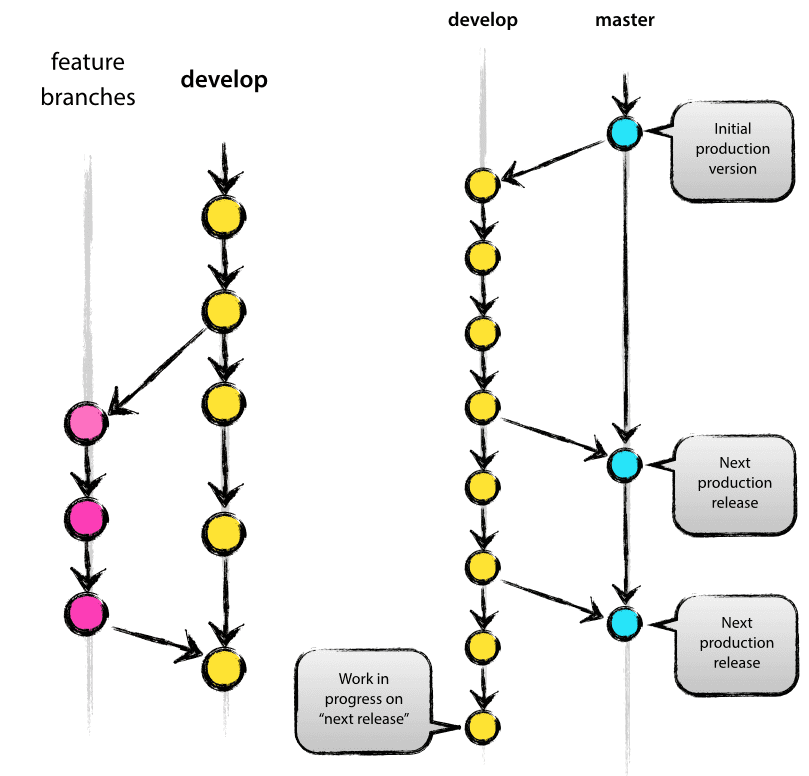 feature
branches
develop
develop
master
Initial
production
version
Next
production
release
Next
production
release
Work in
progress on
“next release”